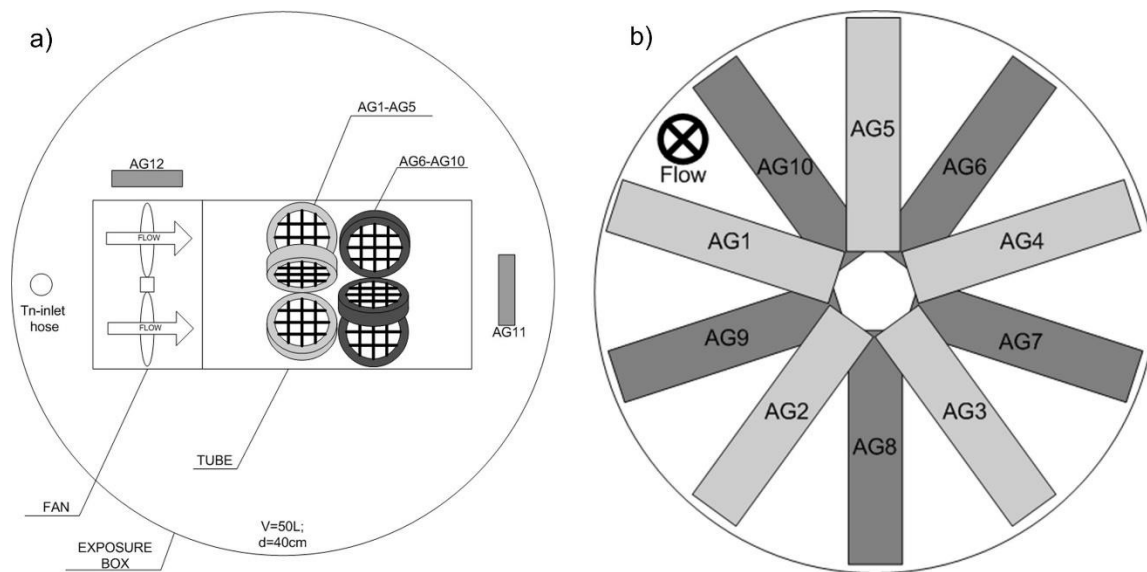 a)
AG1-AG5
AG6-AG10
AG12
FLOW
FLOW
Tn-inlet
hose
AG11
TUBE
FAN
V=50L;
d=40cm
EXPOSURE
BOX
b)
AG5
AG10
AG6
Flow
AG1
AG4
AG9
AG7
AG2
AG3
AG8